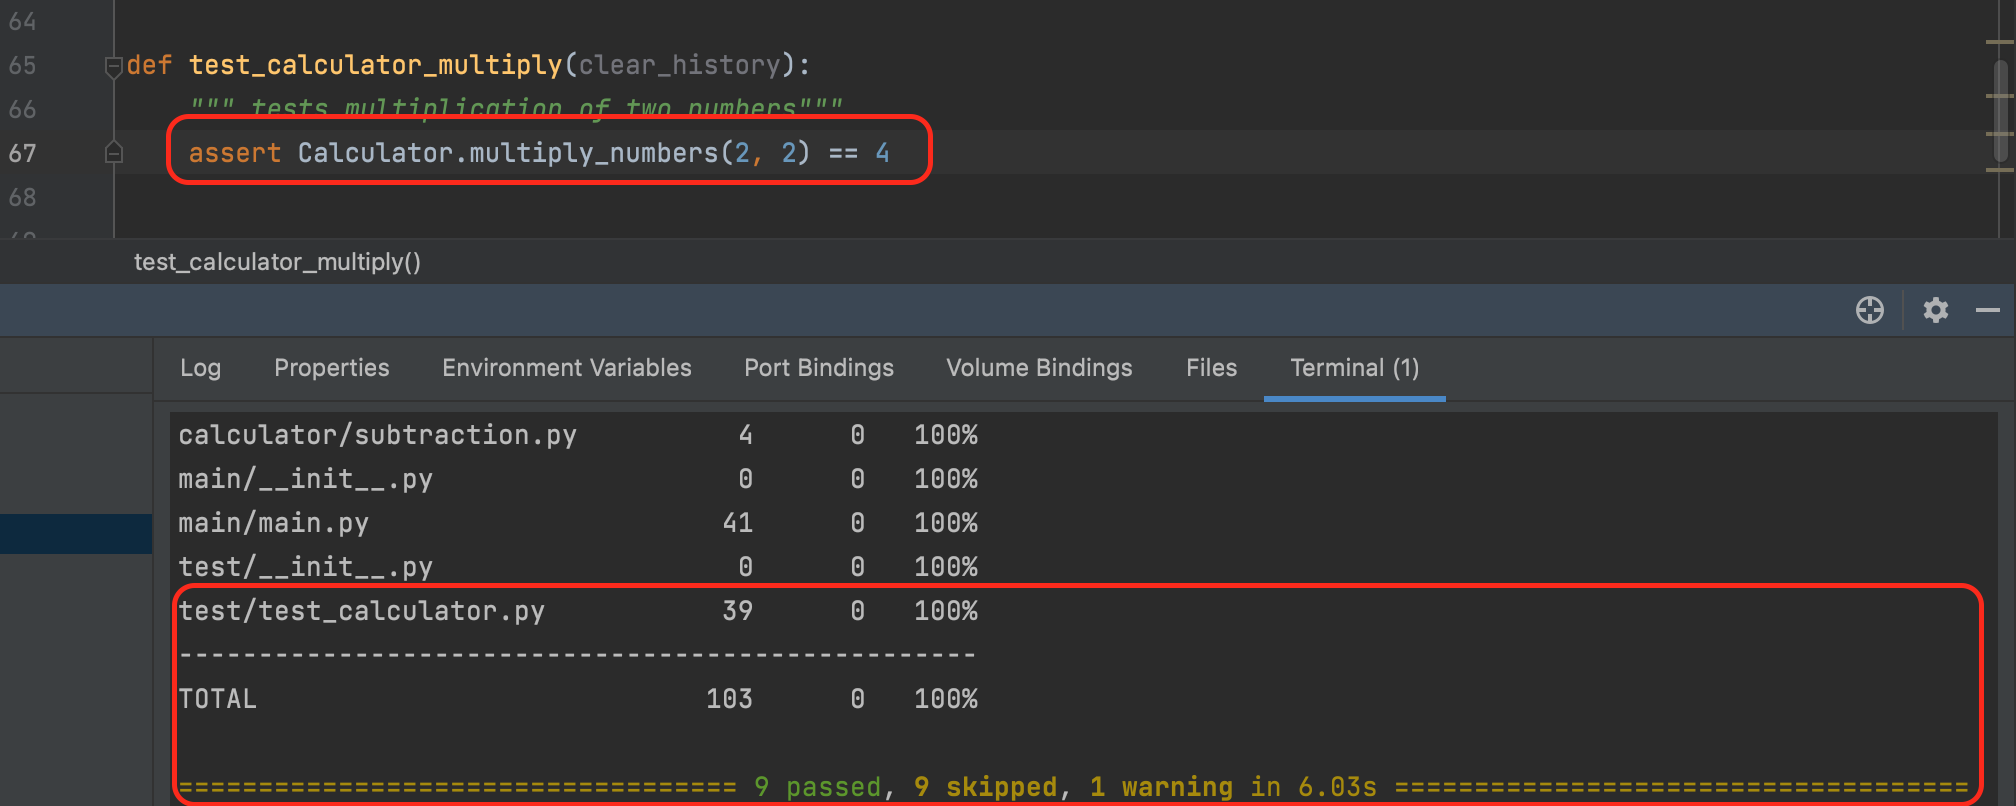 64
65 def test_calculator_multiply(clear_history):
66 """ tests multiplication of two numbers"""
67 assert Calculator.multiply_numbers(2, 2) == 4
68
69
test_calculator_multiply()
Log Properties Environment Variables Port Bindings Volume Bindings Files Terminal (1)
calculator/subtraction.py 4 0 100%
main/__init__.py 0 0 100%
main/main.py 41 0 100%
test/__init__.py 0 0 100%
test/test_calculator.py 39 0 100%
---------------------------------------------------
TOTAL 103 0 100%
=================================== 9 passed, 9 skipped, 1 warning in 6.03s ====================================